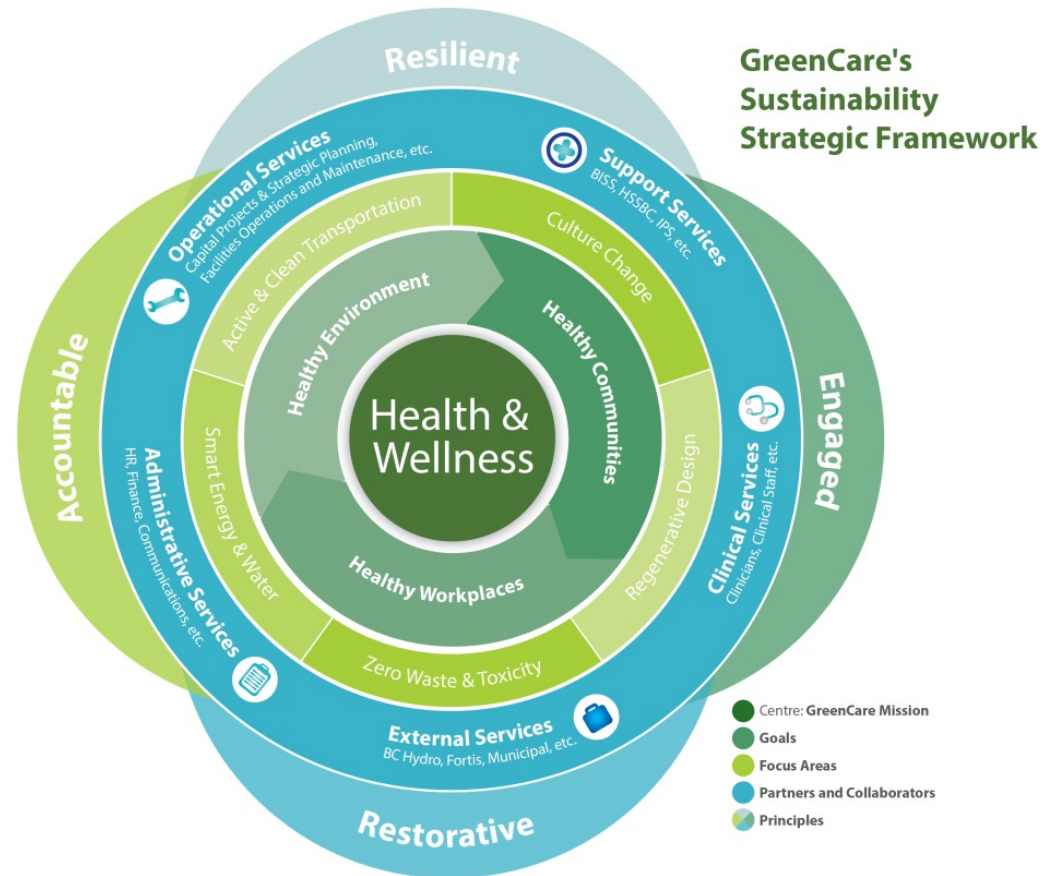 GreenCare's
Sustainability
Strategic Framework
Resilient
Engaged
Restorative
Accountable
Operational Services
Capital Projects & Strategic Planning,
Facilities Operations and Maintenance, etc.
Support Services
BISS, HSSBC, IPS, etc.
Clinical Services
Clinicians, Clinical Staff, etc.
External Services
BC Hydro, Fortis, Municipal, etc.
Administrative Services
HR, Finance, Communications, etc.
Active & Clean Transportation
Culture Change
Regenerative Design
Zero Waste & Toxicity
Smart Energy & Water
Healthy Environment
Healthy Communities
Healthy Workplaces
Health &
Wellness
Centre: GreenCare Mission
Goals
Focus Areas
Partners and Collaborators
Principles